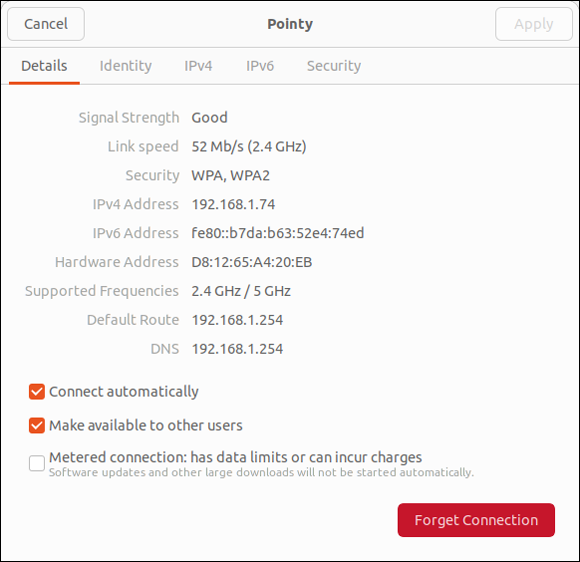 Cancel Pointy Apply
Details Identity IPv4 IPv6 Security
Signal Strength Good
Link speed 52 Mb/s (2.4 GHz)
Security WPA, WPA2
IPv4 Address 192.168.1.74
IPv6 Address fe80::b7da:b63:52e4:74ed
Hardware Address D8:12:65:A4:20:EB
Supported Frequencies 2.4 GHz / 5 GHz
Default Route 192.168.1.254
DNS 192.168.1.254
Connect automatically
Make available to other users
Metered connection: has data limits or can incur charges
Software updates and other large downloads will not be started automatically.
Forget Connection